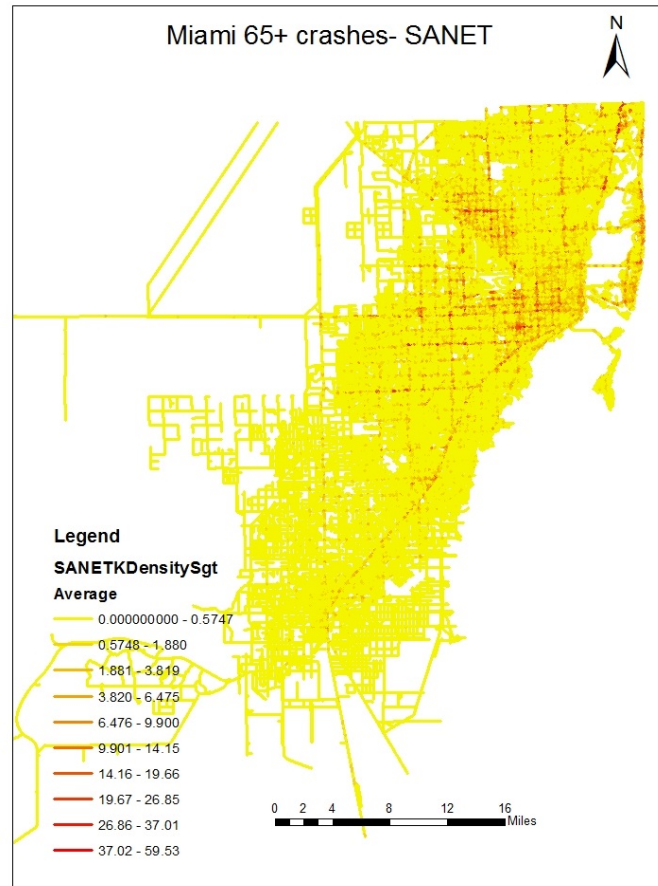 Miami 65+ crashes- SANET
N
Legend
SANETKDensitySgt
Average
0.000000000 - 0.5747
0.5748 - 1.880
1.881 - 3.819
3.820 - 6.475
6.476 - 9.900
9.901 - 14.15
14.16 - 19.66
19.67 - 26.85
26.86 - 37.01
37.02 - 59.53
0 2 4 8 12 16
Miles